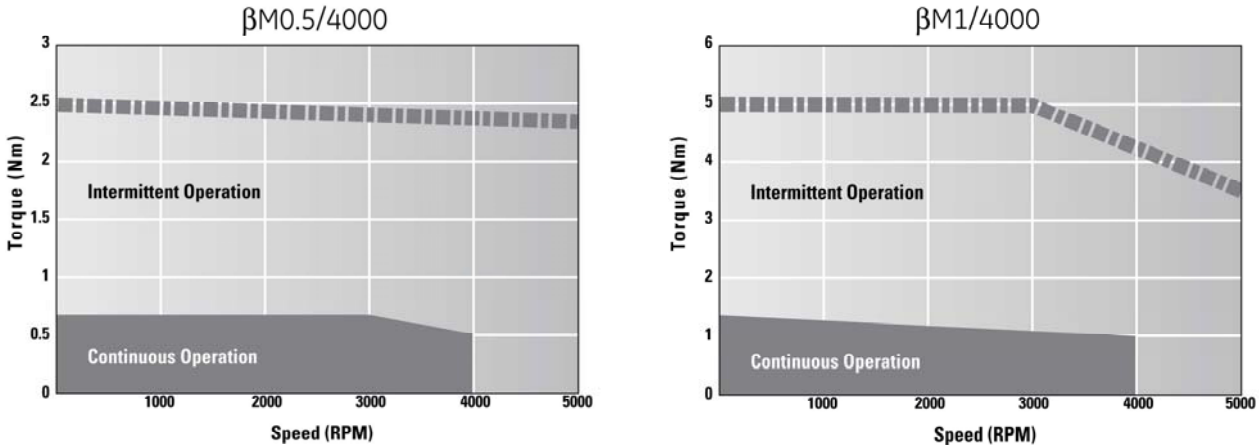 βM0.5/4000
3
2.5
2
1.5
1
0.5
0
Torque (Nm)
Intermittent Operation
Continuous Operation
1000 2000 3000 4000 5000
Speed (RPM)
βM1/4000
6
5
4
3
2
1
0
Torque (Nm)
Intermittent Operation
Continuous Operation
1000 2000 3000 4000 5000
Speed (RPM)